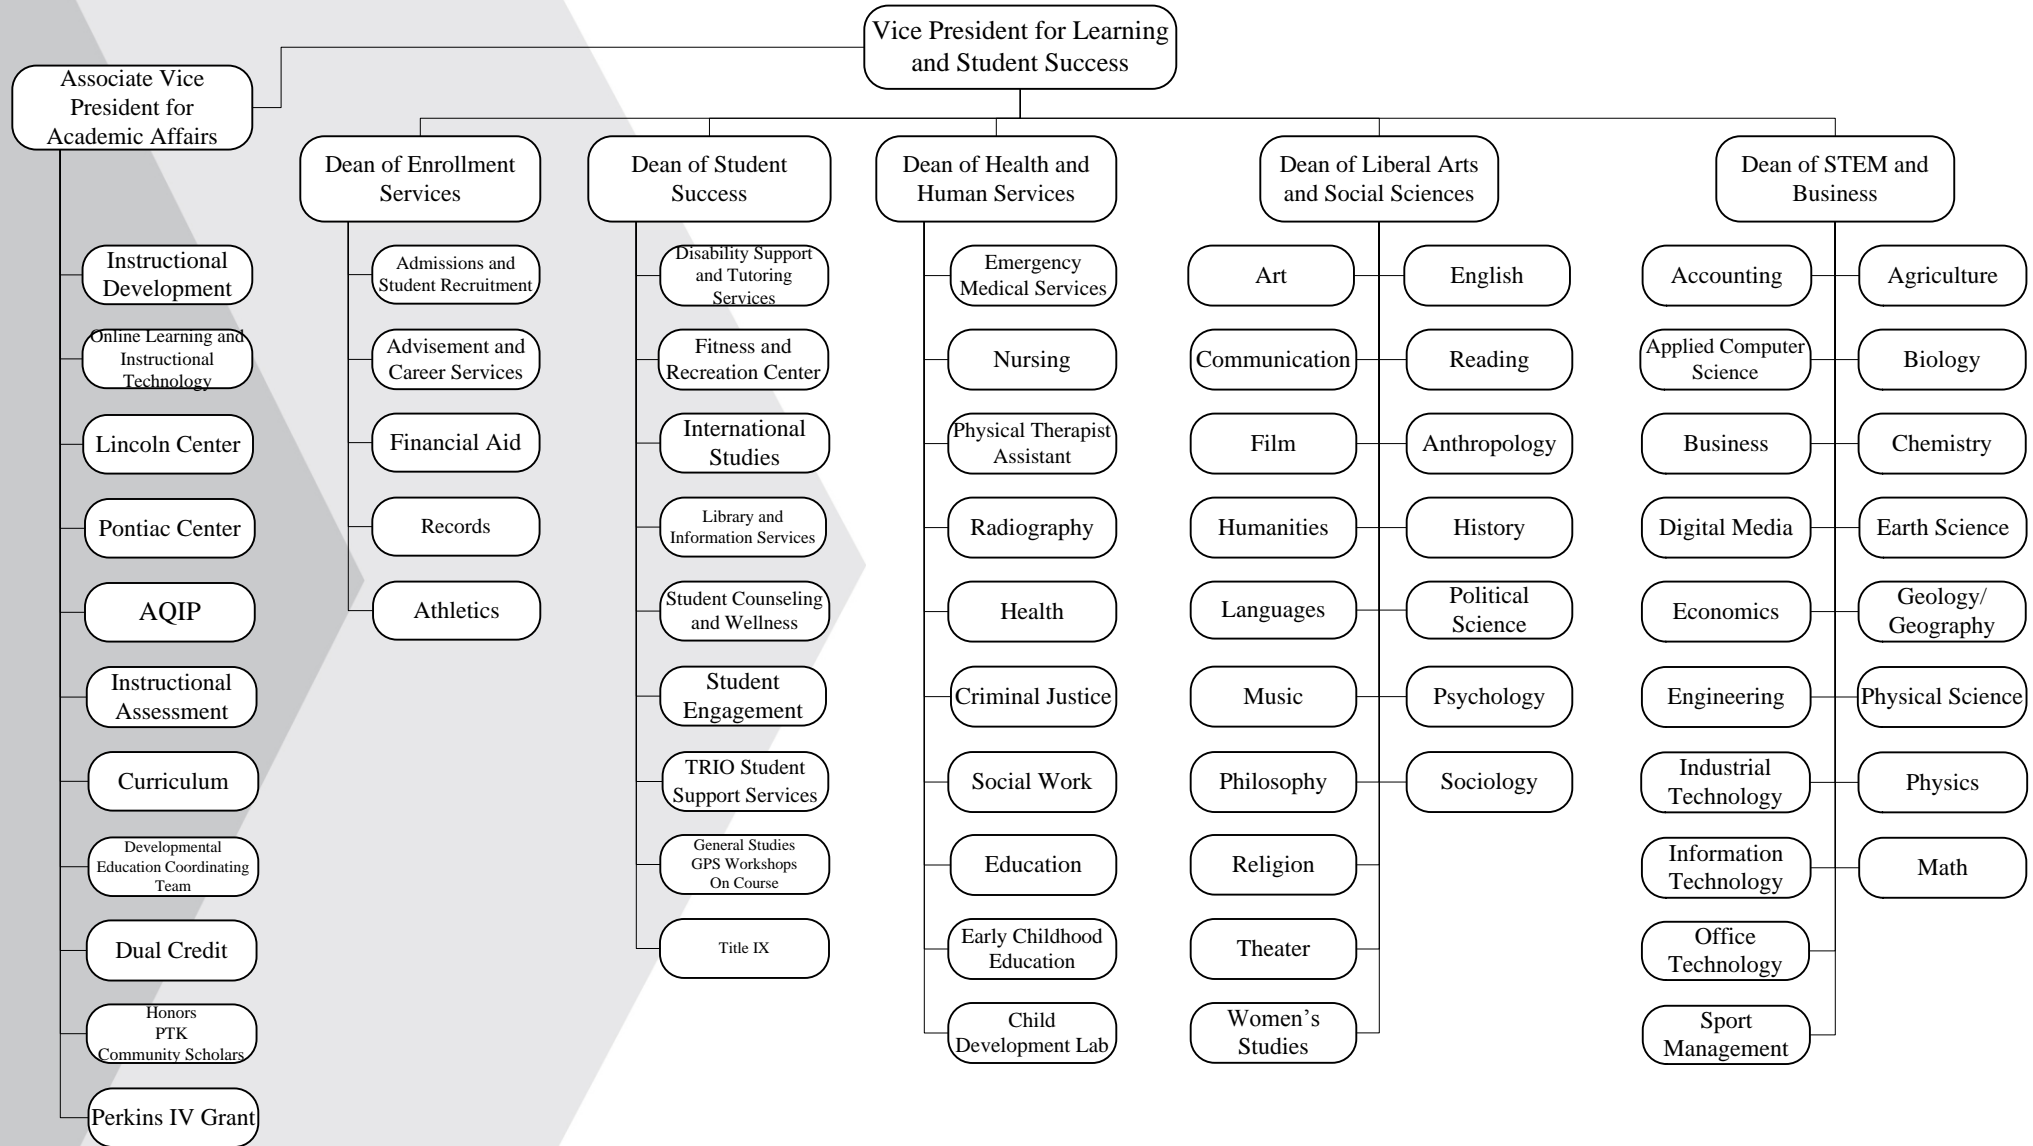 Vice President for Learning
and Student Success
Associate Vice
President for
Academic Affairs
Instructional
Development
Online Learning and
Instructional
Technology
Lincoln Center
Pontiac Center
AQIP
Instructional
Assessment
Curriculum
Developmental
Education Coordinating
Team
Dual Credit
Honors
PTK
Community Scholars
Perkins IV Grant
Dean of Enrollment
Services
Admissions and
Student Recruitment
Advisement and
Career Services
Financial Aid
Records
Athletics
Dean of Student
Success
Disability Support
and Tutoring
Services
Fitness and
Recreation Center
International
Studies
Library and
Information Services
Student Counseling
and Wellness
Student
Engagement
TRIO Student
Support Services
General Studies
GPS Workshops
On Course
Title IX
Dean of Health and
Human Services
Emergency
Medical Services
Nursing
Physical Therapist
Assistant
Radiography
Health
Criminal Justice
Social Work
Education
Early Childhood
Education
Child
Development Lab
Dean of Liberal Arts
and Social Sciences
Art
Communication
Film
Humanities
Languages
Music
Philosophy
Religion
Theater
Women’s
Studies
English
Reading
Anthropology
History
Political
Science
Psychology
Sociology
Dean of STEM and
Business
Accounting
Applied Computer
Science
Business
Digital Media
Economics
Engineering
Industrial
Technology
Information
Technology
Office
Technology
Sport
Management
Agriculture
Biology
Chemistry
Earth Science
Geology/
Geography
Physical Science
Physics
Math